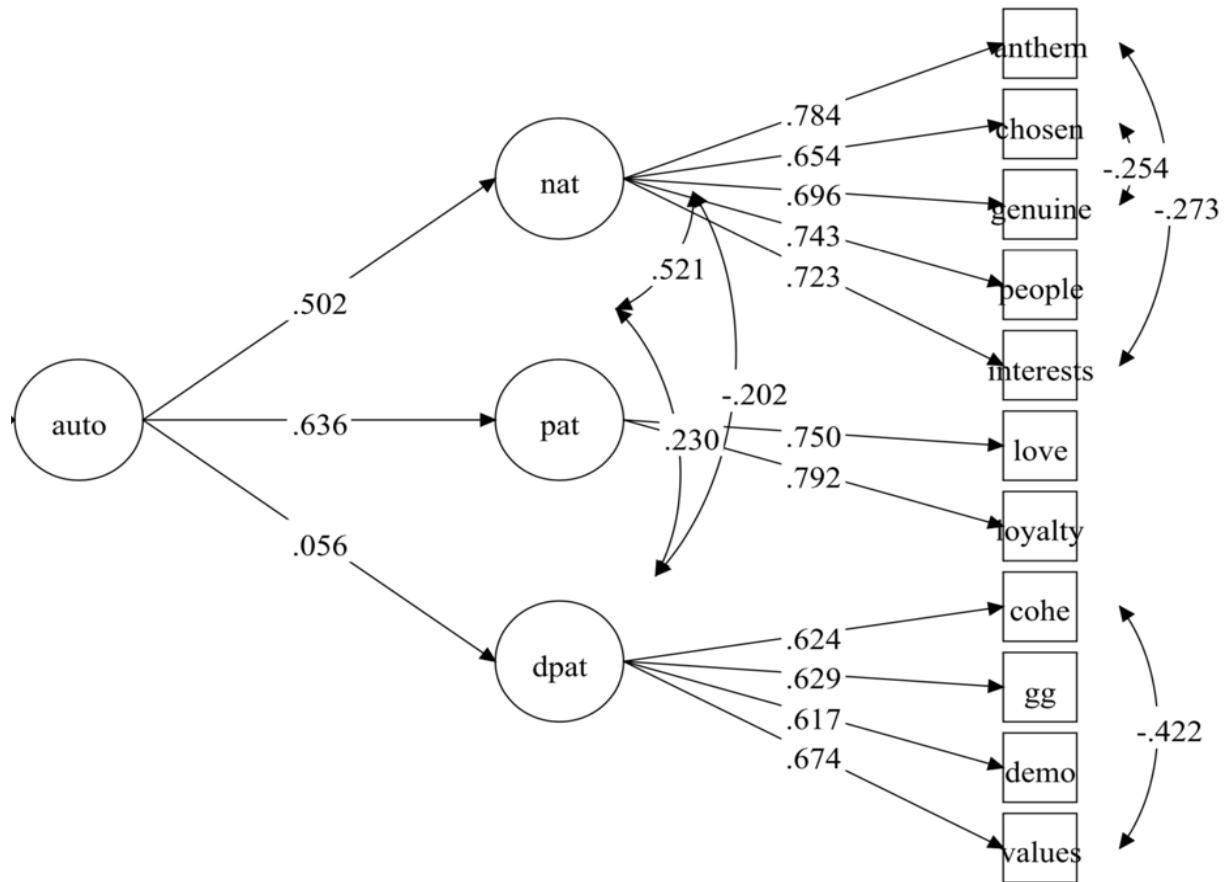 anthem
.784
chosen
.654
-.254
nat
.696
genuine
-.273
.743
people
.521
.723
.502
interests
-.202
auto
.636
pat
.230
.750
love
.792
loyalty
.056
.624
cohe
dpat
.629
gg
.617
-.422
.674
demo
values